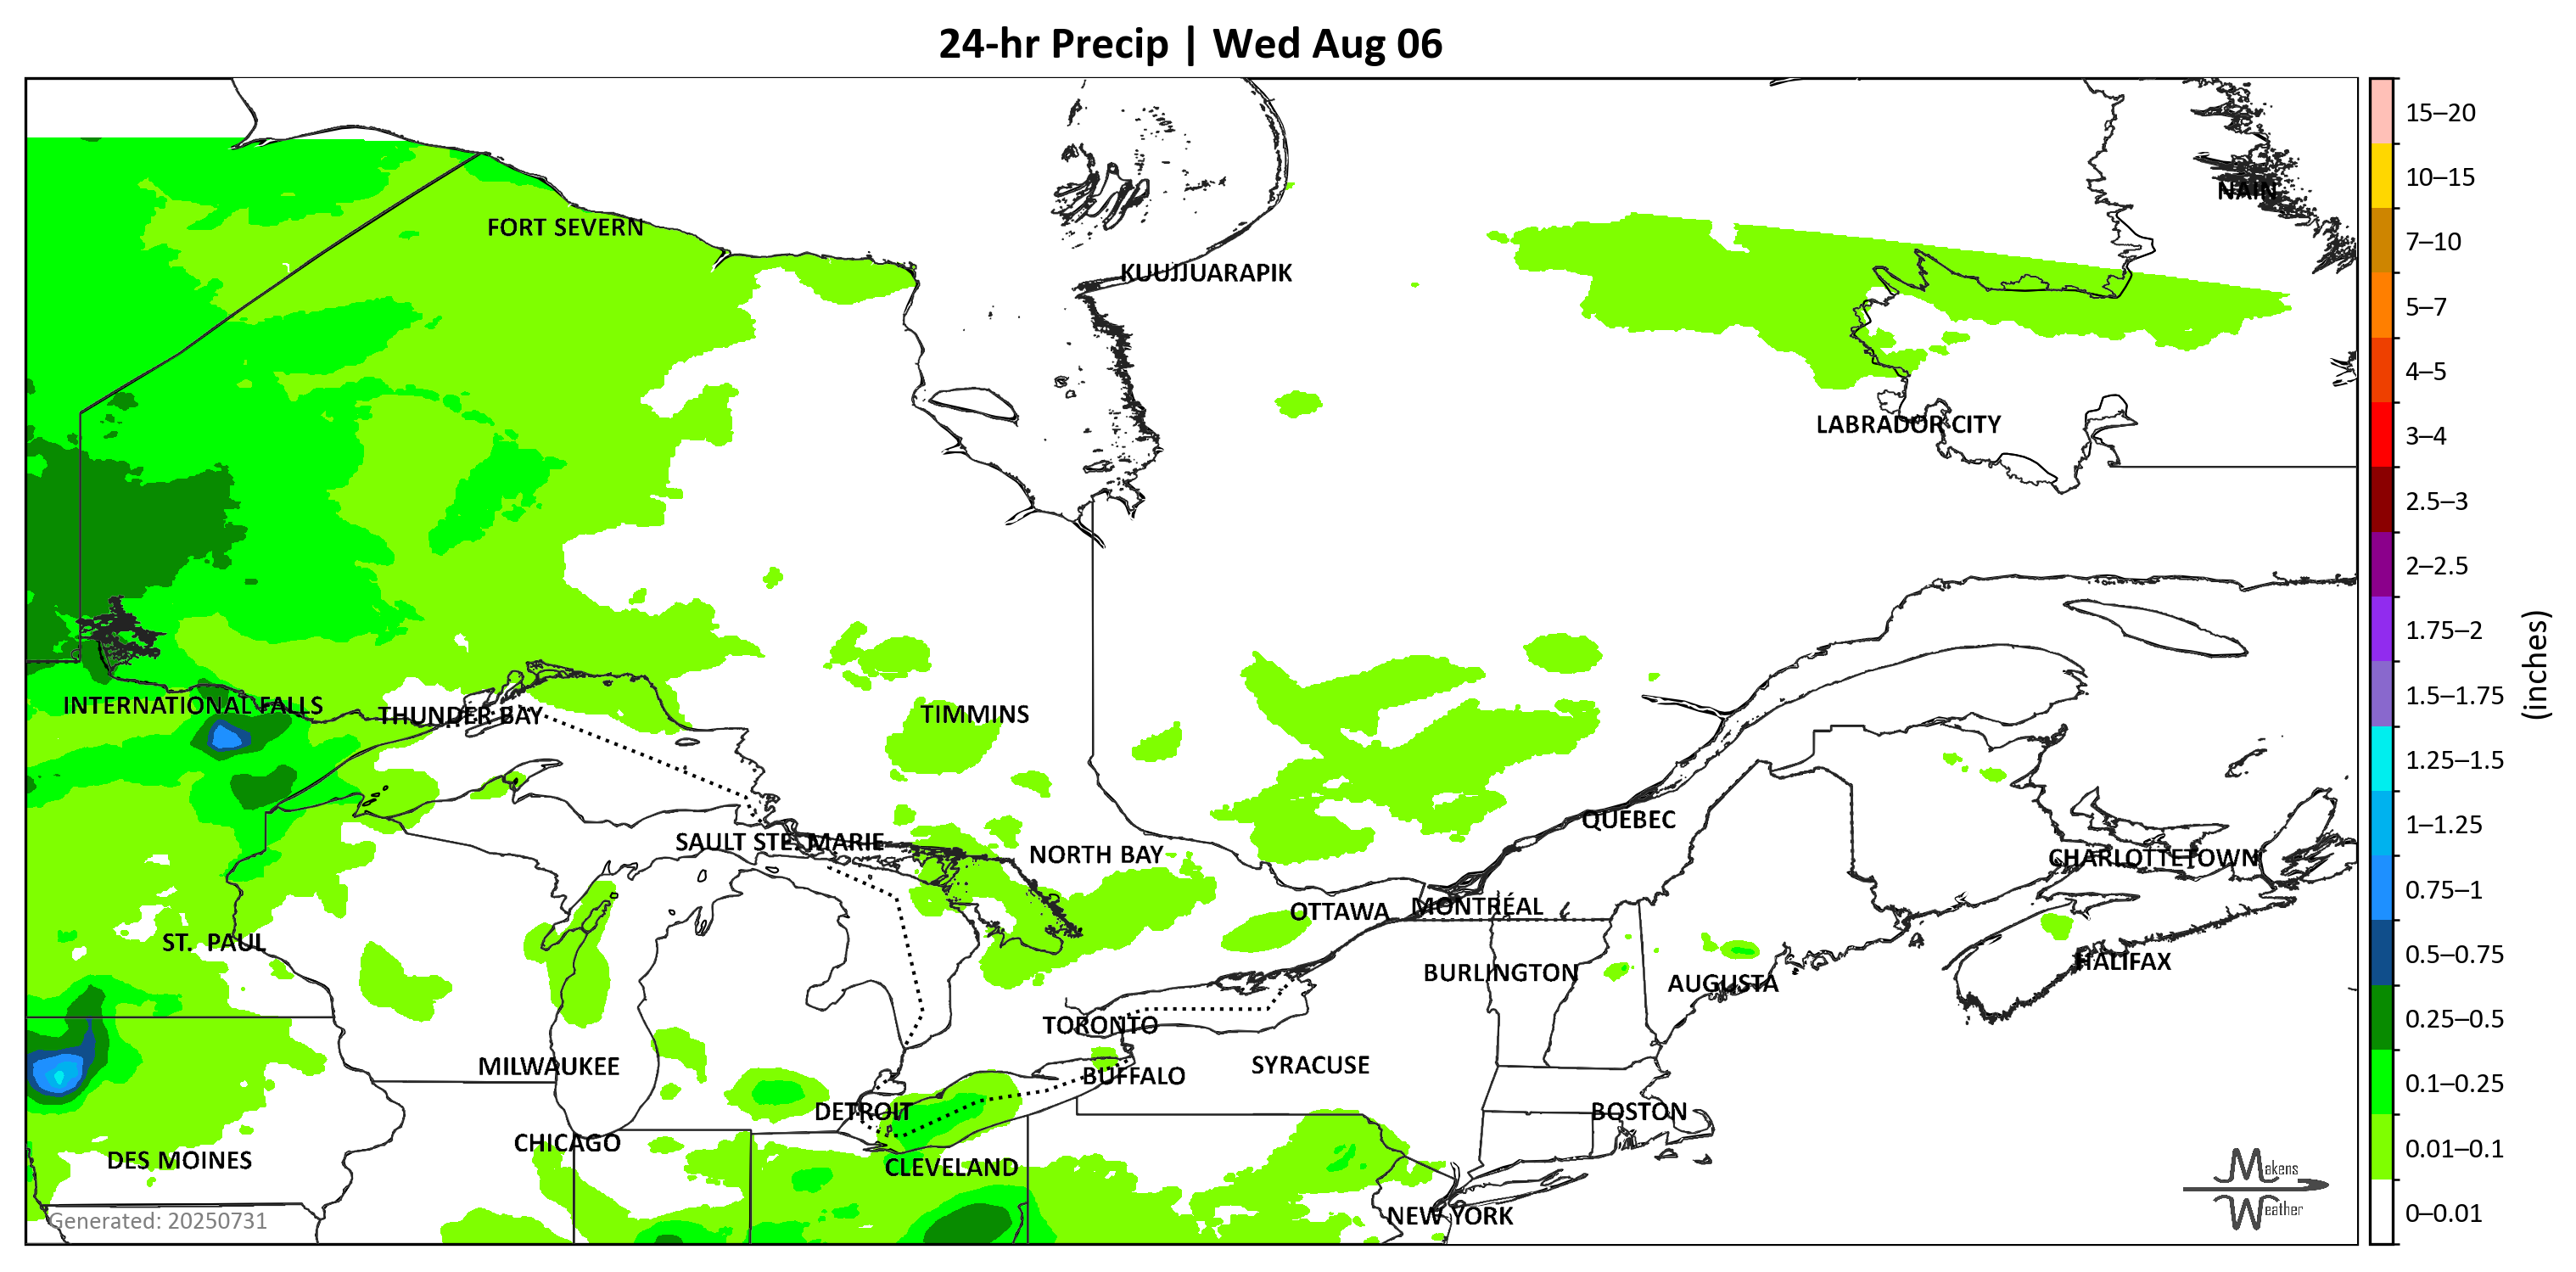 24-hr Precip | Wed Aug 06
NAIN
FORT SEVERN
KUUJJUARAPIK
LABRADOR CITY
INTERNATIONAL FALLS
THUNDER BAY
TIMMINS
QUEBEC
SAULT STE. MARIE
NORTH BAY
CHARLOTTETOWN
OTTAWA
MONTRÉAL
ST. PAUL
HALIFAX
BURLINGTON
AUGUSTA
TORONTO
MILWAUKEE
SYRACUSE
BUFFALO
DETROIT
BOSTON
CHICAGO
DES MOINES
CLEVELAND
NEW YORK
Generated: 20250731
Makens
Weather
15–20
10–15
7–10
5–7
4–5
3–4
2.5–3
2–2.5
1.75–2
1.5–1.75
1.25–1.5
1–1.25
0.75–1
0.5–0.75
0.25–0.5
0.1–0.25
0.01–0.1
0–0.01
(inches)